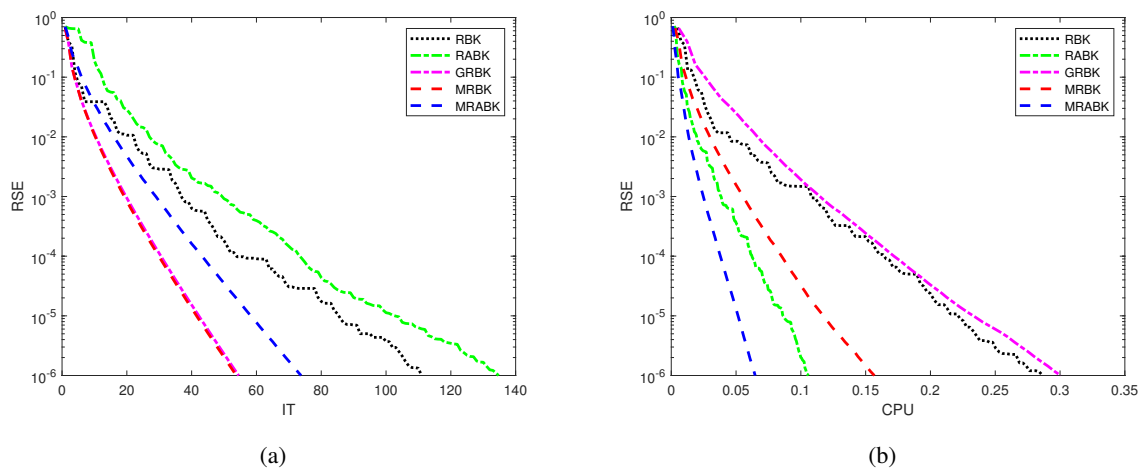 10^0
10^-1
10^-2
10^-3
10^-4
10^-5
10^-6
RSE
0 20 40 60 80 100 120 140
IT
RBK
RABK
GRBK
MRBK
MRABK
(a)
10^0
10^-1
10^-2
10^-3
10^-4
10^-5
10^-6
RSE
0 0.05 0.1 0.15 0.2 0.25 0.3 0.35
CPU
RBK
RABK
GRBK
MRBK
MRABK
(b)